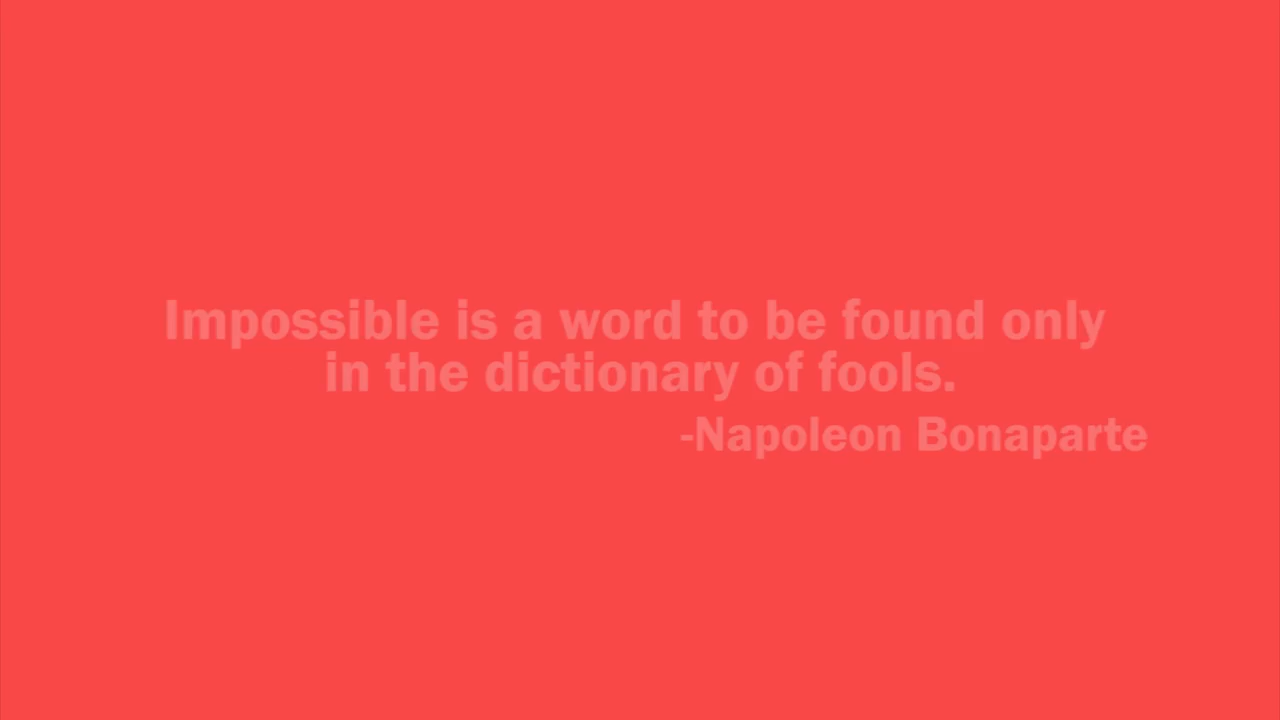 Impossible is a word to be found only
in the dictionary of fools.
-Napoleon Bonaparte